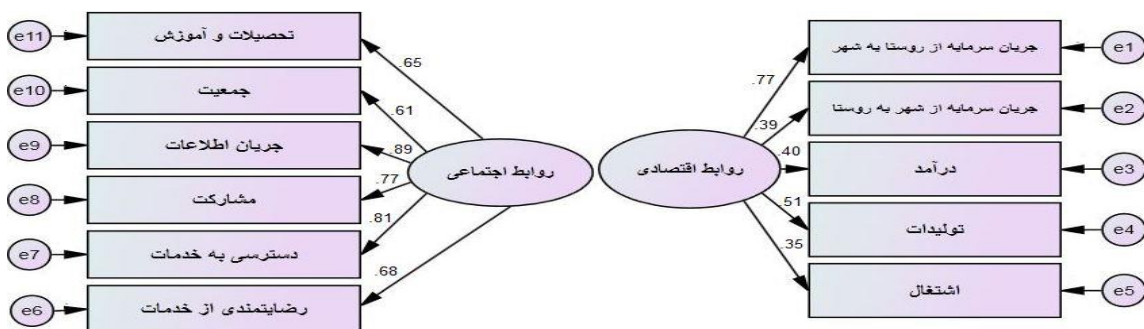 e11
تحصیلات و آموزش
.65
e10
جمعیت
.61
e9
جریان اطلاعات
.89
روابط اجتماعی
e8
مشارکت
.77
e7
دسترسی به خدمات
.81
e6
رضایتمندی از خدمات
.68
جریان سرمایه از روستا به شهر
e1
.77
جریان سرمایه از شهر به روستا
e2
.39
روابط اقتصادی
.40
درآمد
e3
.51
تولیدات
e4
.35
اشتغال
e5